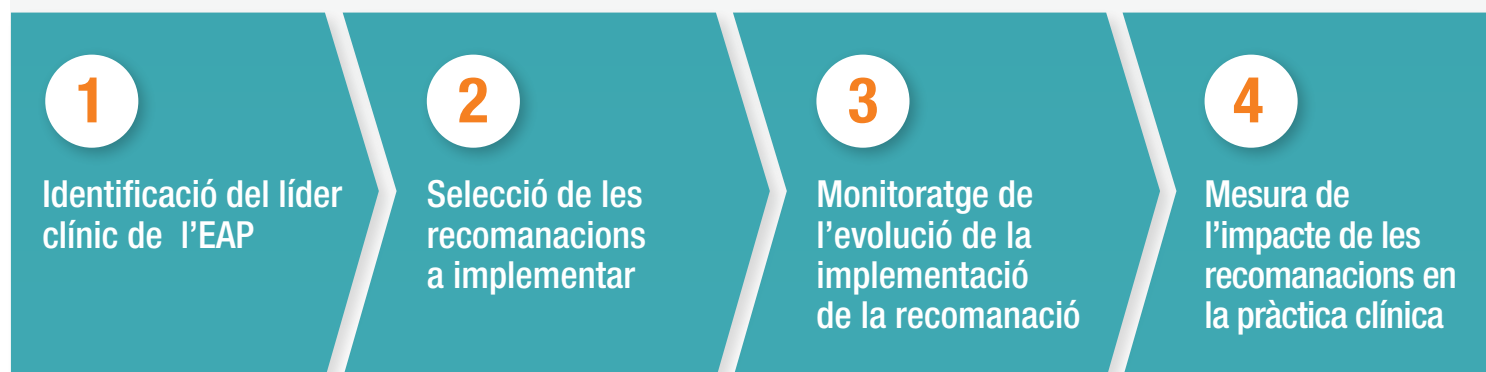 1
Identificació del líder
clínic de l’EAP
2
Selecció de les
recomanacions
a implementar
3
Monitoratge de
l’evolució de la
implementació
de la recomanació
4
Mesura de
l’impacte de les
recomanacions en
la pràctica clínica